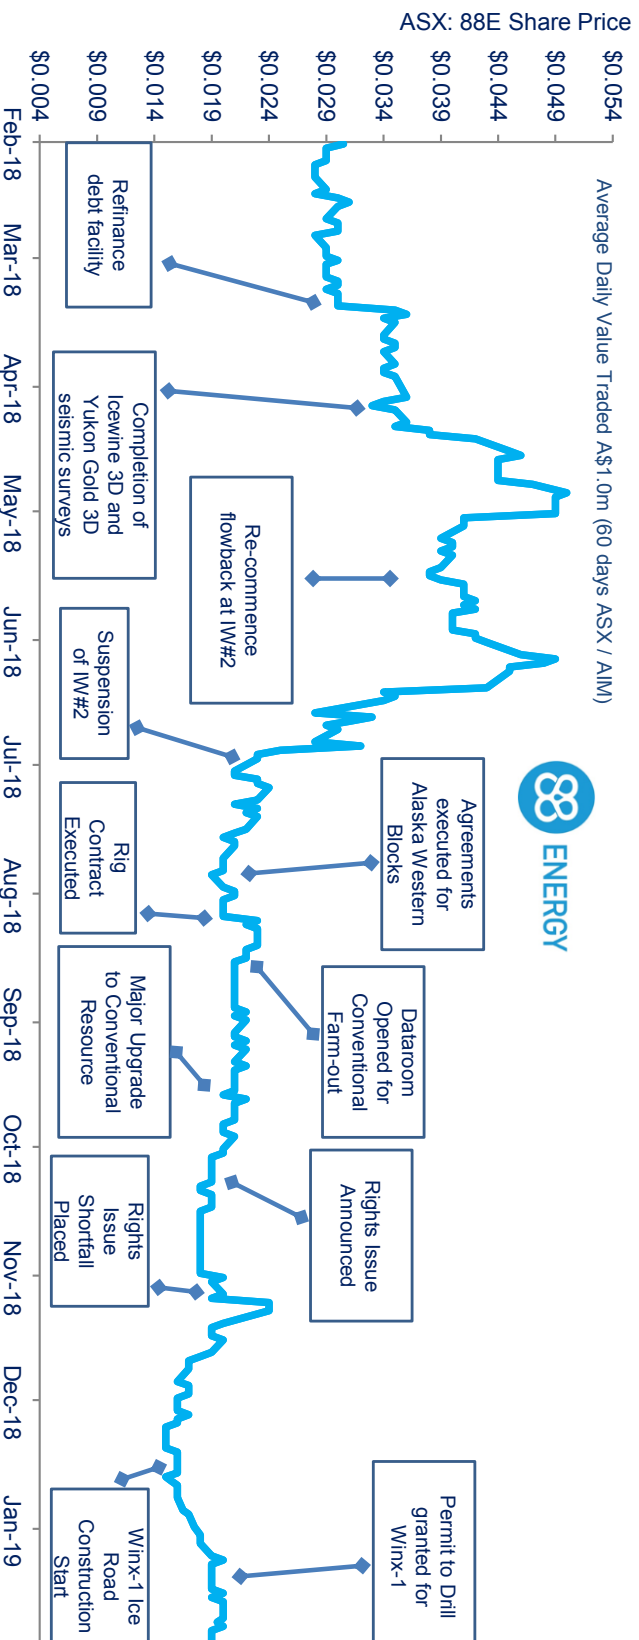 ASX: 88E Share Price
Average Daily Value Traded A$1.0m (60 days ASX / AIM)
$0.054
$0.049
$0.044
$0.039
$0.034
$0.029
$0.024
$0.019
$0.014
$0.009
$0.004
Feb-18
Mar-18
Apr-18
May-18
Jun-18
Jul-18
Aug-18
Sep-18
Oct-18
Nov-18
Dec-18
Jan-19
88 ENERGY
Refinance
debt facility
Completion of
Icewine 3D and
Yukon Gold 3D
seismic surveys
Re-commence
flowback at IW#2
Suspension
of IW#2
Agreements
executed for
Alaska Western
Blocks
Rig
Contract
Executed
Dataroom
Opened for
Conventional
Farm-out
Major Upgrade
to Conventional
Resource
Rights Issue
Announced
Rights
Issue
Shortfall
Placed
Permit to Drill
granted for
Winx-1
Winx-1 Ice
Road
Construction
Start